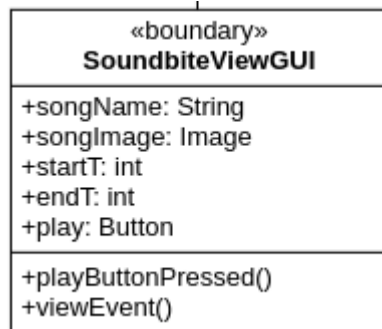 «boundary»
SoundbiteViewGUI
+songName: String
+songImage: Image
+startT: int
+endT: int
+play: Button
+playButtonPressed()
+viewEvent()